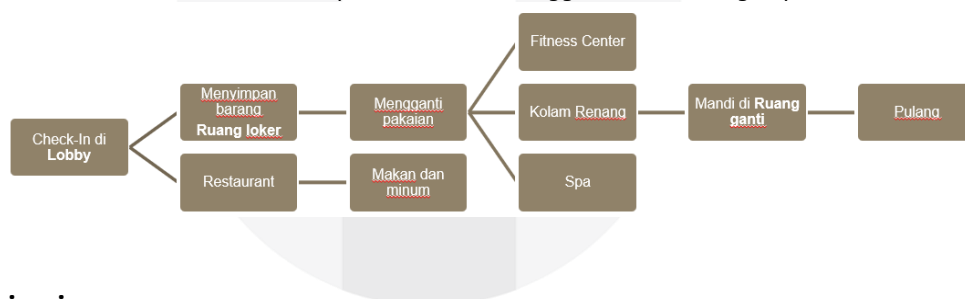 Fitness Center
Menyimpan
barang
Ruang loker
Mengganti
pakaian
Kolam Renang
Mandi di Ruang
ganti
Pulang
Check-In di
Lobby
Restaurant
Makan dan
minum
Spa